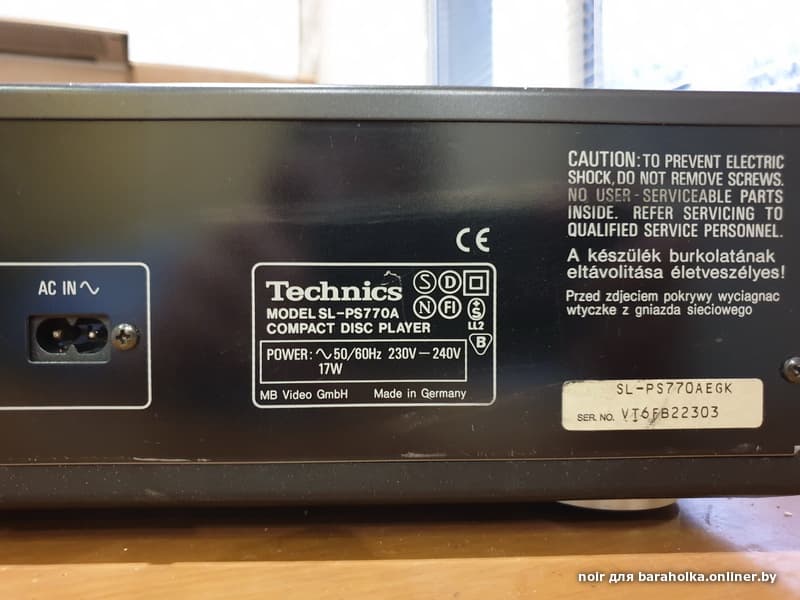 CAUTION: TO PREVENT ELECTRIC
SHOCK, DO NOT REMOVE SCREWS.
NO USER-SERVICEABLE PARTS
INSIDE. REFER SERVICING TO
QUALIFIED SERVICE PERSONNEL.
A készülék burkolatának
eltávolitása életveszélyes!
Przed zdjeciem pokrywy wyciagnac
wtyczke z gniazda sieciowego
CE
AC IN ∿
Technics
MODEL SL-PS770A
COMPACT DISC PLAYER
S D
N FI S
LL2
B
POWER: ∿50/60Hz 230V—240V
17W
MB Video GmbH Made in Germany
SL-PS770AEGK
SER. NO. VT6FB22303
noir для baraholka.onliner.by